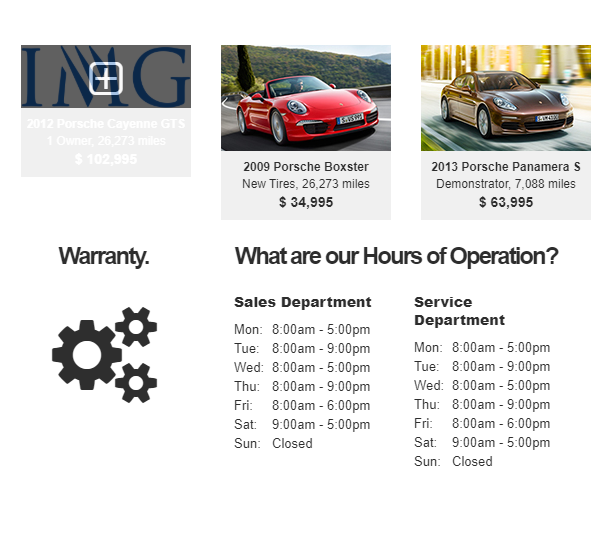 IMG
2012 Porsche Cayenne GTS
1 Owner, 26,273 miles
$ 102,995
2009 Porsche Boxster
New Tires, 26,273 miles
$ 34,995
2013 Porsche Panamera S
Demonstrator, 7,088 miles
$ 63,995
Warranty.
What are our Hours of Operation?
Sales Department
Mon: 8:00am - 5:00pm
Tue: 8:00am - 9:00pm
Wed: 8:00am - 5:00pm
Thu: 8:00am - 9:00pm
Fri: 8:00am - 6:00pm
Sat: 9:00am - 5:00pm
Sun: Closed
Service
Department
Mon: 8:00am - 5:00pm
Tue: 8:00am - 9:00pm
Wed: 8:00am - 5:00pm
Thu: 8:00am - 9:00pm
Fri: 8:00am - 6:00pm
Sat: 9:00am - 5:00pm
Sun: Closed